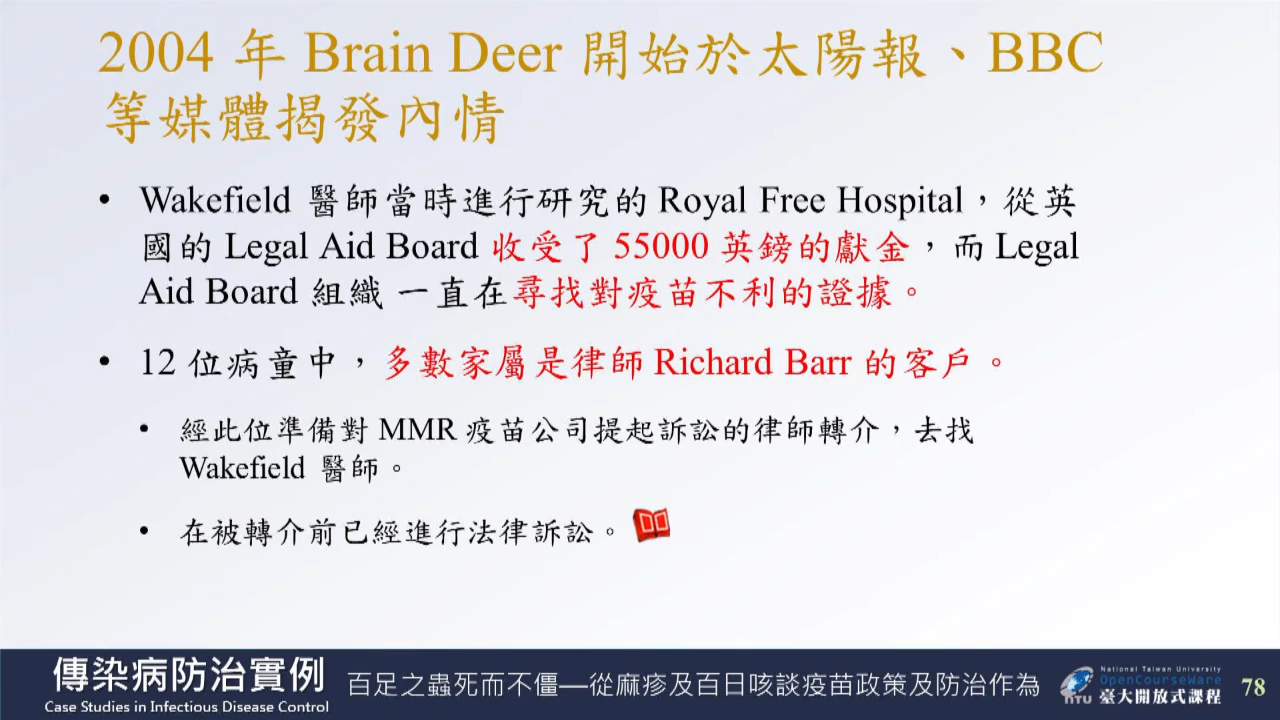 2004 年 Brain Deer 開始於太陽報、BBC
等媒體揭發內情
• Wakefield 醫師當時進行研究的 Royal Free Hospital，從英
國的 Legal Aid Board 收受了 55000 英鎊的獻金，而 Legal
Aid Board 組織 一直在尋找對疫苗不利的證據。
• 12 位病童中，多數家屬是律師 Richard Barr 的客戶。
• 經此位準備對 MMR 疫苗公司提起訴訟的律師轉介，去找
Wakefield 醫師。
• 在被轉介前已經進行法律訴訟。
傳染病防治實例
Case Studies in Infectious Disease Control
百足之蟲死而不僵—從麻疹及百日咳談疫苗政策及防治作為
National Taiwan University
OpenCourseWare
NTU 臺大開放式課程
78